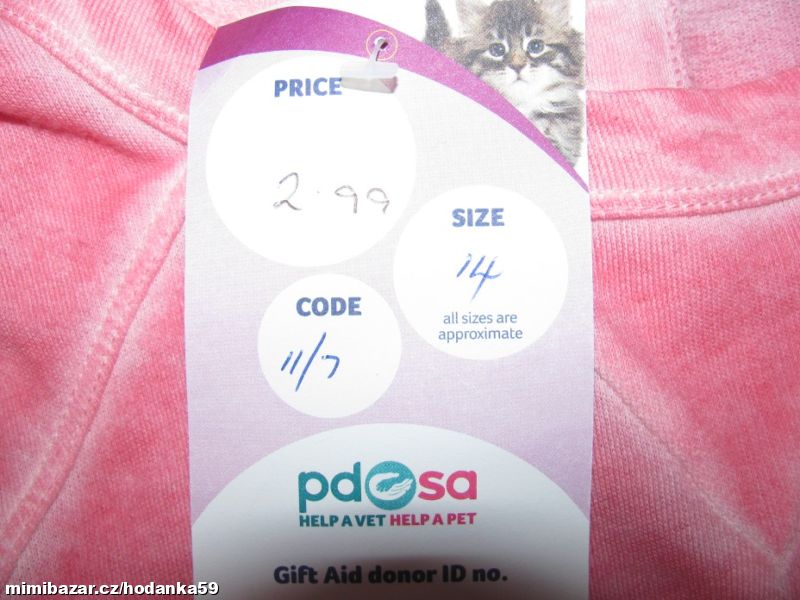 PRICE
2.99
SIZE
14
all sizes are
approximate
CODE
11/7
pdsa
HELP A VET HELP A PET
Gift Aid donor ID no.
mimibazar.cz/hodanka59